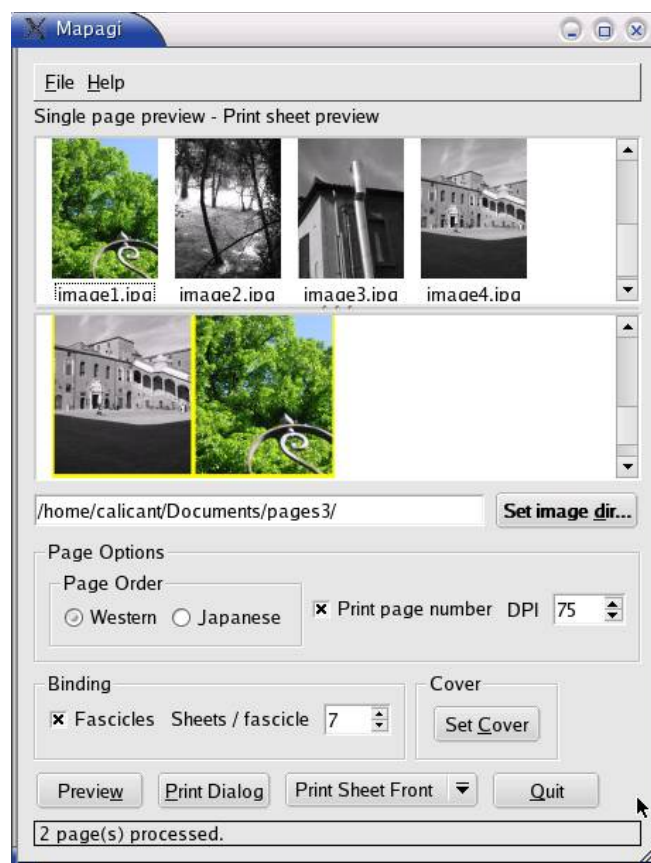 Mapagi
File Help
Single page preview - Print sheet preview
image1.jpg image2.jpg image3.jpg image4.jpg
/home/calicant/Documents/pages3/ Set image dir...
Page Options
Page Order
Western Japanese Print page number DPI 75
Binding Cover
Fascicles Sheets / fascicle 7 Set Cover
Preview Print Dialog Print Sheet Front Quit
2 page(s) processed.